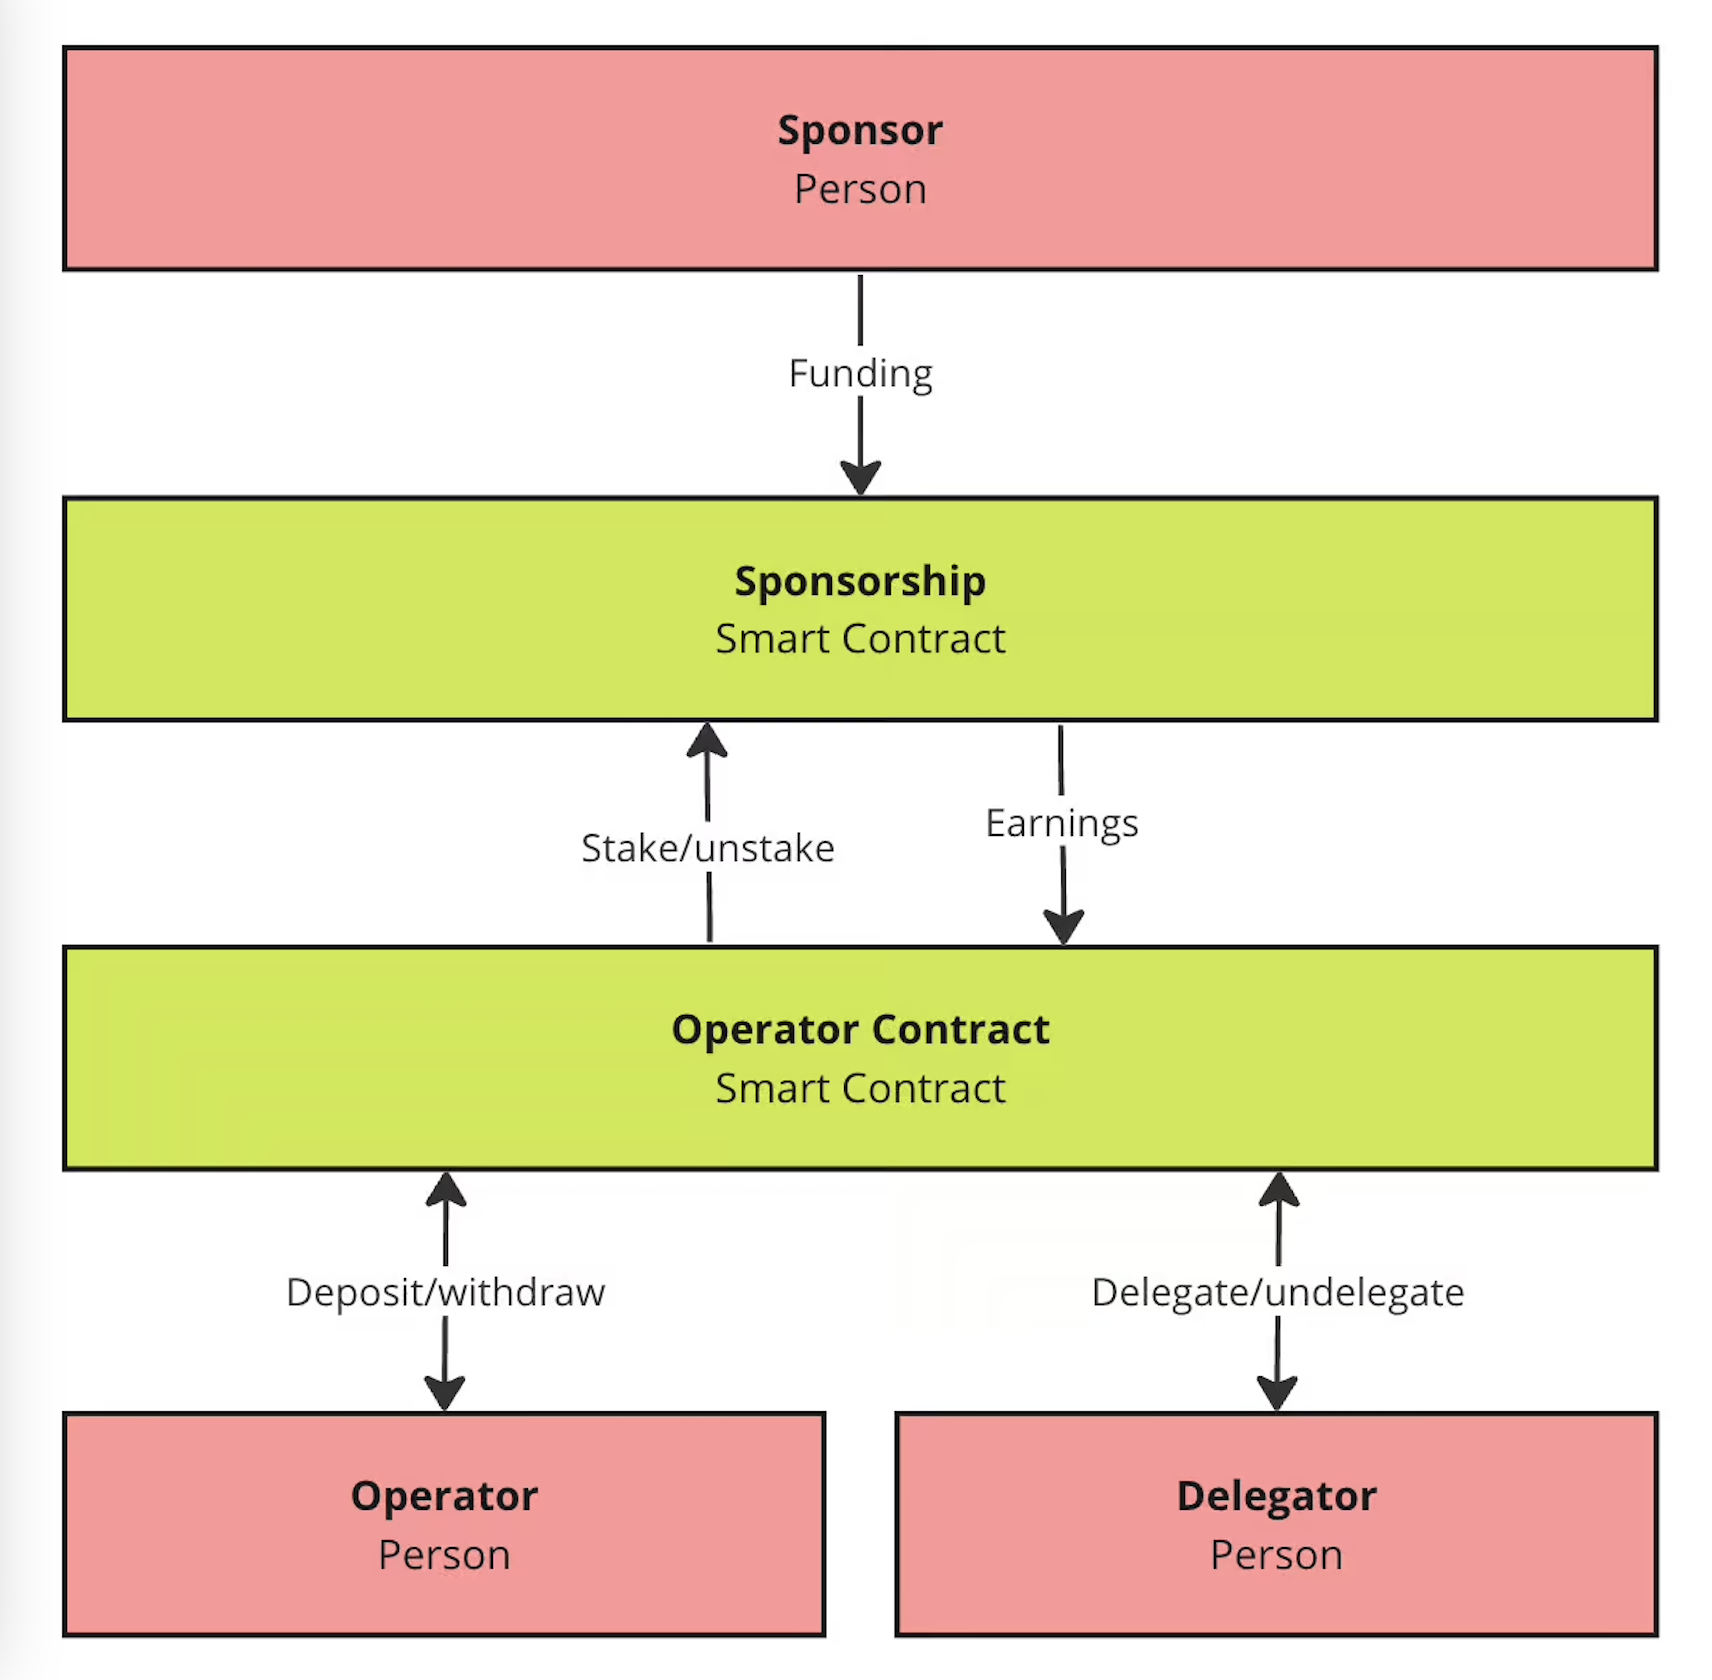 Sponsor
Person
Funding
Sponsorship
Smart Contract
Earnings
Stake/unstake
Operator Contract
Smart Contract
Deposit/withdraw
Delegate/undelegate
Operator
Person
Delegator
Person